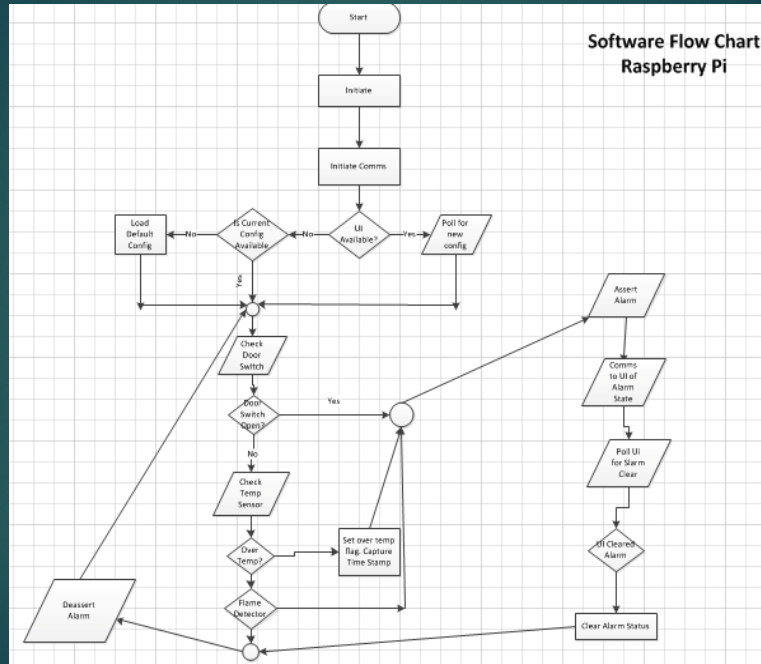 Start
Software Flow Chart
Raspberry Pi
Initiate
Initiate Comms
Load
Default
Config
No
Is Current
Config
Available
No
UI
Available?
Yes
Poll for
new
config
Yes
Assert
Alarm
Check
Door
Switch
Comms
to UI of
Alarm
State
Door
Switch
Open?
Yes
No
Poll UI
for Slarm
Clear
Check
Temp
Sensor
Over
Temp?
Set over temp
flag. Capture
Time Stamp
UI Cleared
Alarm
Flame
Detector
Deassert
Alarm
Clear Alarm Status